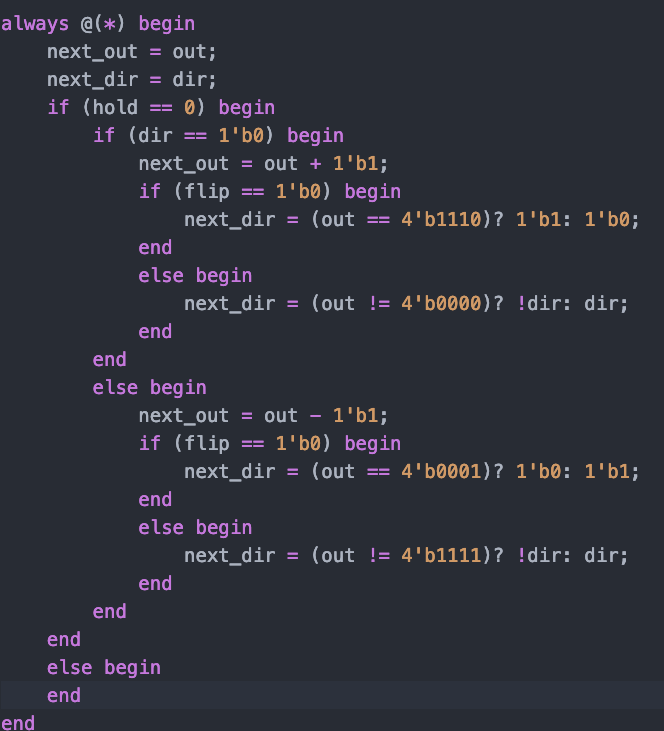 always @(*) begin
    next_out = out;
    next_dir = dir;
    if (hold == 0) begin
        if (dir == 1'b0) begin
            next_out = out + 1'b1;
            if (flip == 1'b0) begin
                next_dir = (out == 4'b1110)? 1'b1: 1'b0;
            end
            else begin
                next_dir = (out != 4'b0000)? !dir: dir;
            end
        end
        else begin
            next_out = out - 1'b1;
            if (flip == 1'b0) begin
                next_dir = (out == 4'b0001)? 1'b0: 1'b1;
            end
            else begin
                next_dir = (out != 4'b1111)? !dir: dir;
            end
        end
    end
    else begin
    end
end